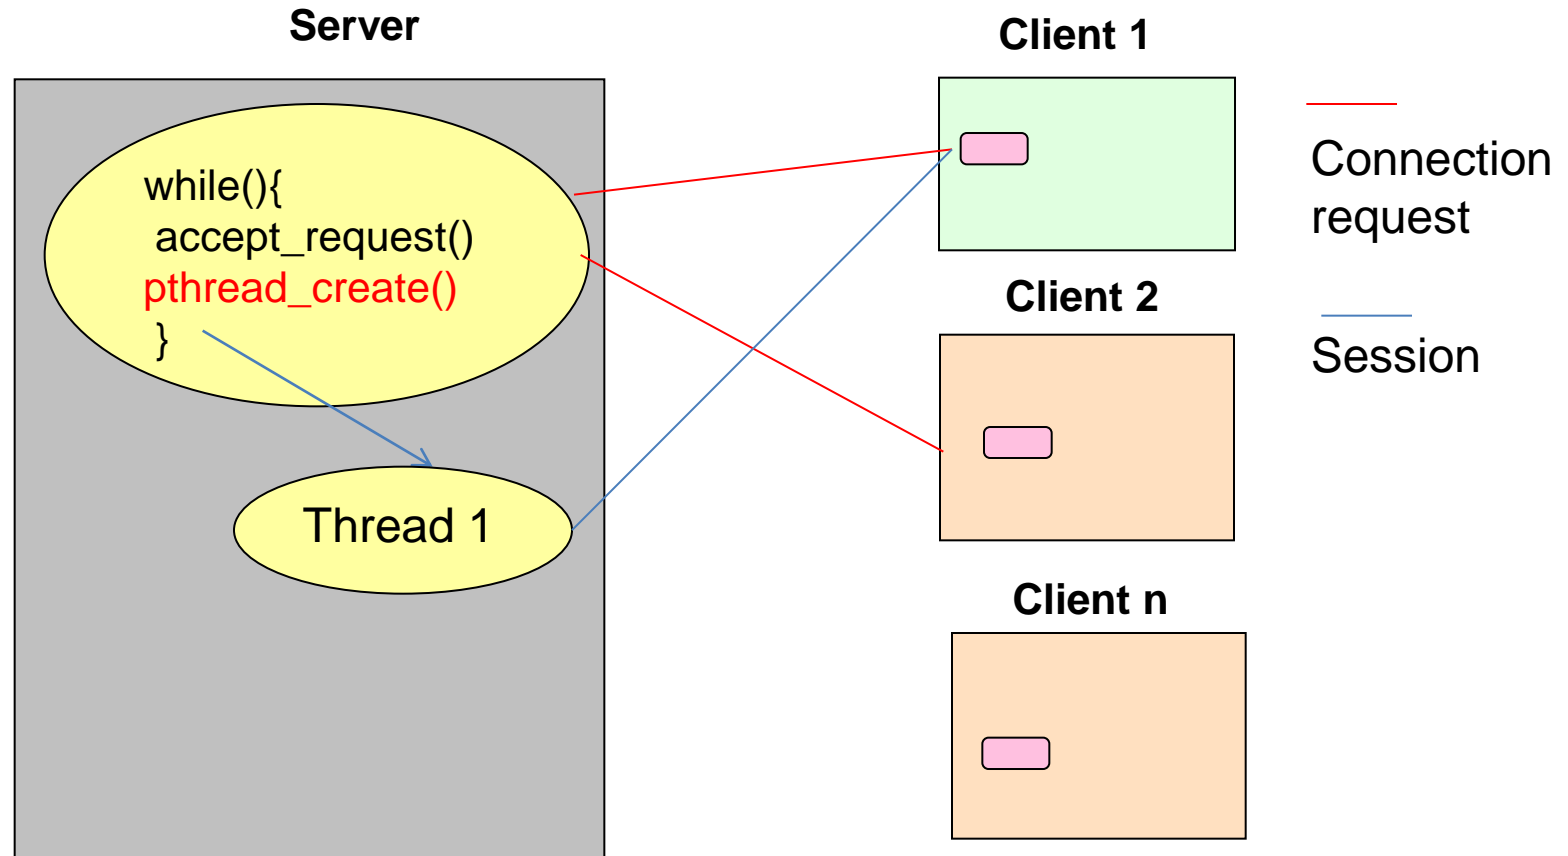 Server
while(){
accept_request()
pthread_create()
}
Thread 1
Client 1
Client 2
Client n
Connection
request
Session